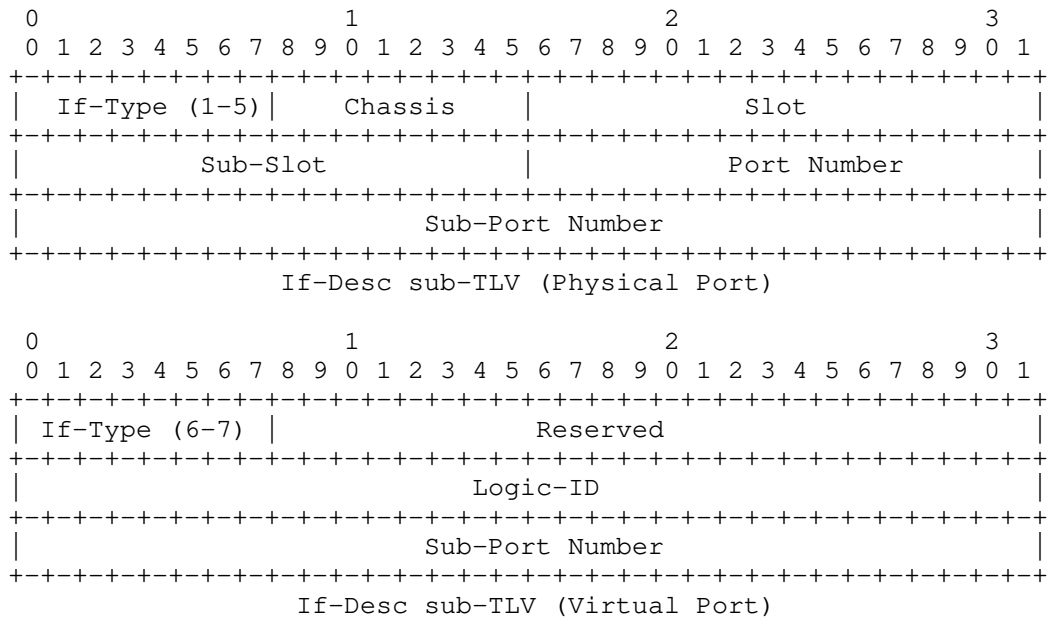 0                   1                   2                   3
 0 1 2 3 4 5 6 7 8 9 0 1 2 3 4 5 6 7 8 9 0 1 2 3 4 5 6 7 8 9 0 1
+-+-+-+-+-+-+-+-+-+-+-+-+-+-+-+-+-+-+-+-+-+-+-+-+-+-+-+-+-+-+-+-+
|  If-Type (1-5)|    Chassis    |             Slot              |
+-+-+-+-+-+-+-+-+-+-+-+-+-+-+-+-+-+-+-+-+-+-+-+-+-+-+-+-+-+-+-+-+
|           Sub-Slot            |            Port Number        |
+-+-+-+-+-+-+-+-+-+-+-+-+-+-+-+-+-+-+-+-+-+-+-+-+-+-+-+-+-+-+-+-+
|                         Sub-Port Number                       |
+-+-+-+-+-+-+-+-+-+-+-+-+-+-+-+-+-+-+-+-+-+-+-+-+-+-+-+-+-+-+-+-+
                If-Desc sub-TLV (Physical Port)
 0                   1                   2                   3
 0 1 2 3 4 5 6 7 8 9 0 1 2 3 4 5 6 7 8 9 0 1 2 3 4 5 6 7 8 9 0 1
+-+-+-+-+-+-+-+-+-+-+-+-+-+-+-+-+-+-+-+-+-+-+-+-+-+-+-+-+-+-+-+-+
| If-Type (6-7) |                Reserved                       |
+-+-+-+-+-+-+-+-+-+-+-+-+-+-+-+-+-+-+-+-+-+-+-+-+-+-+-+-+-+-+-+-+
|                            Logic-ID                           |
+-+-+-+-+-+-+-+-+-+-+-+-+-+-+-+-+-+-+-+-+-+-+-+-+-+-+-+-+-+-+-+-+
|                         Sub-Port Number                       |
+-+-+-+-+-+-+-+-+-+-+-+-+-+-+-+-+-+-+-+-+-+-+-+-+-+-+-+-+-+-+-+-+
                 If-Desc sub-TLV (Virtual Port)